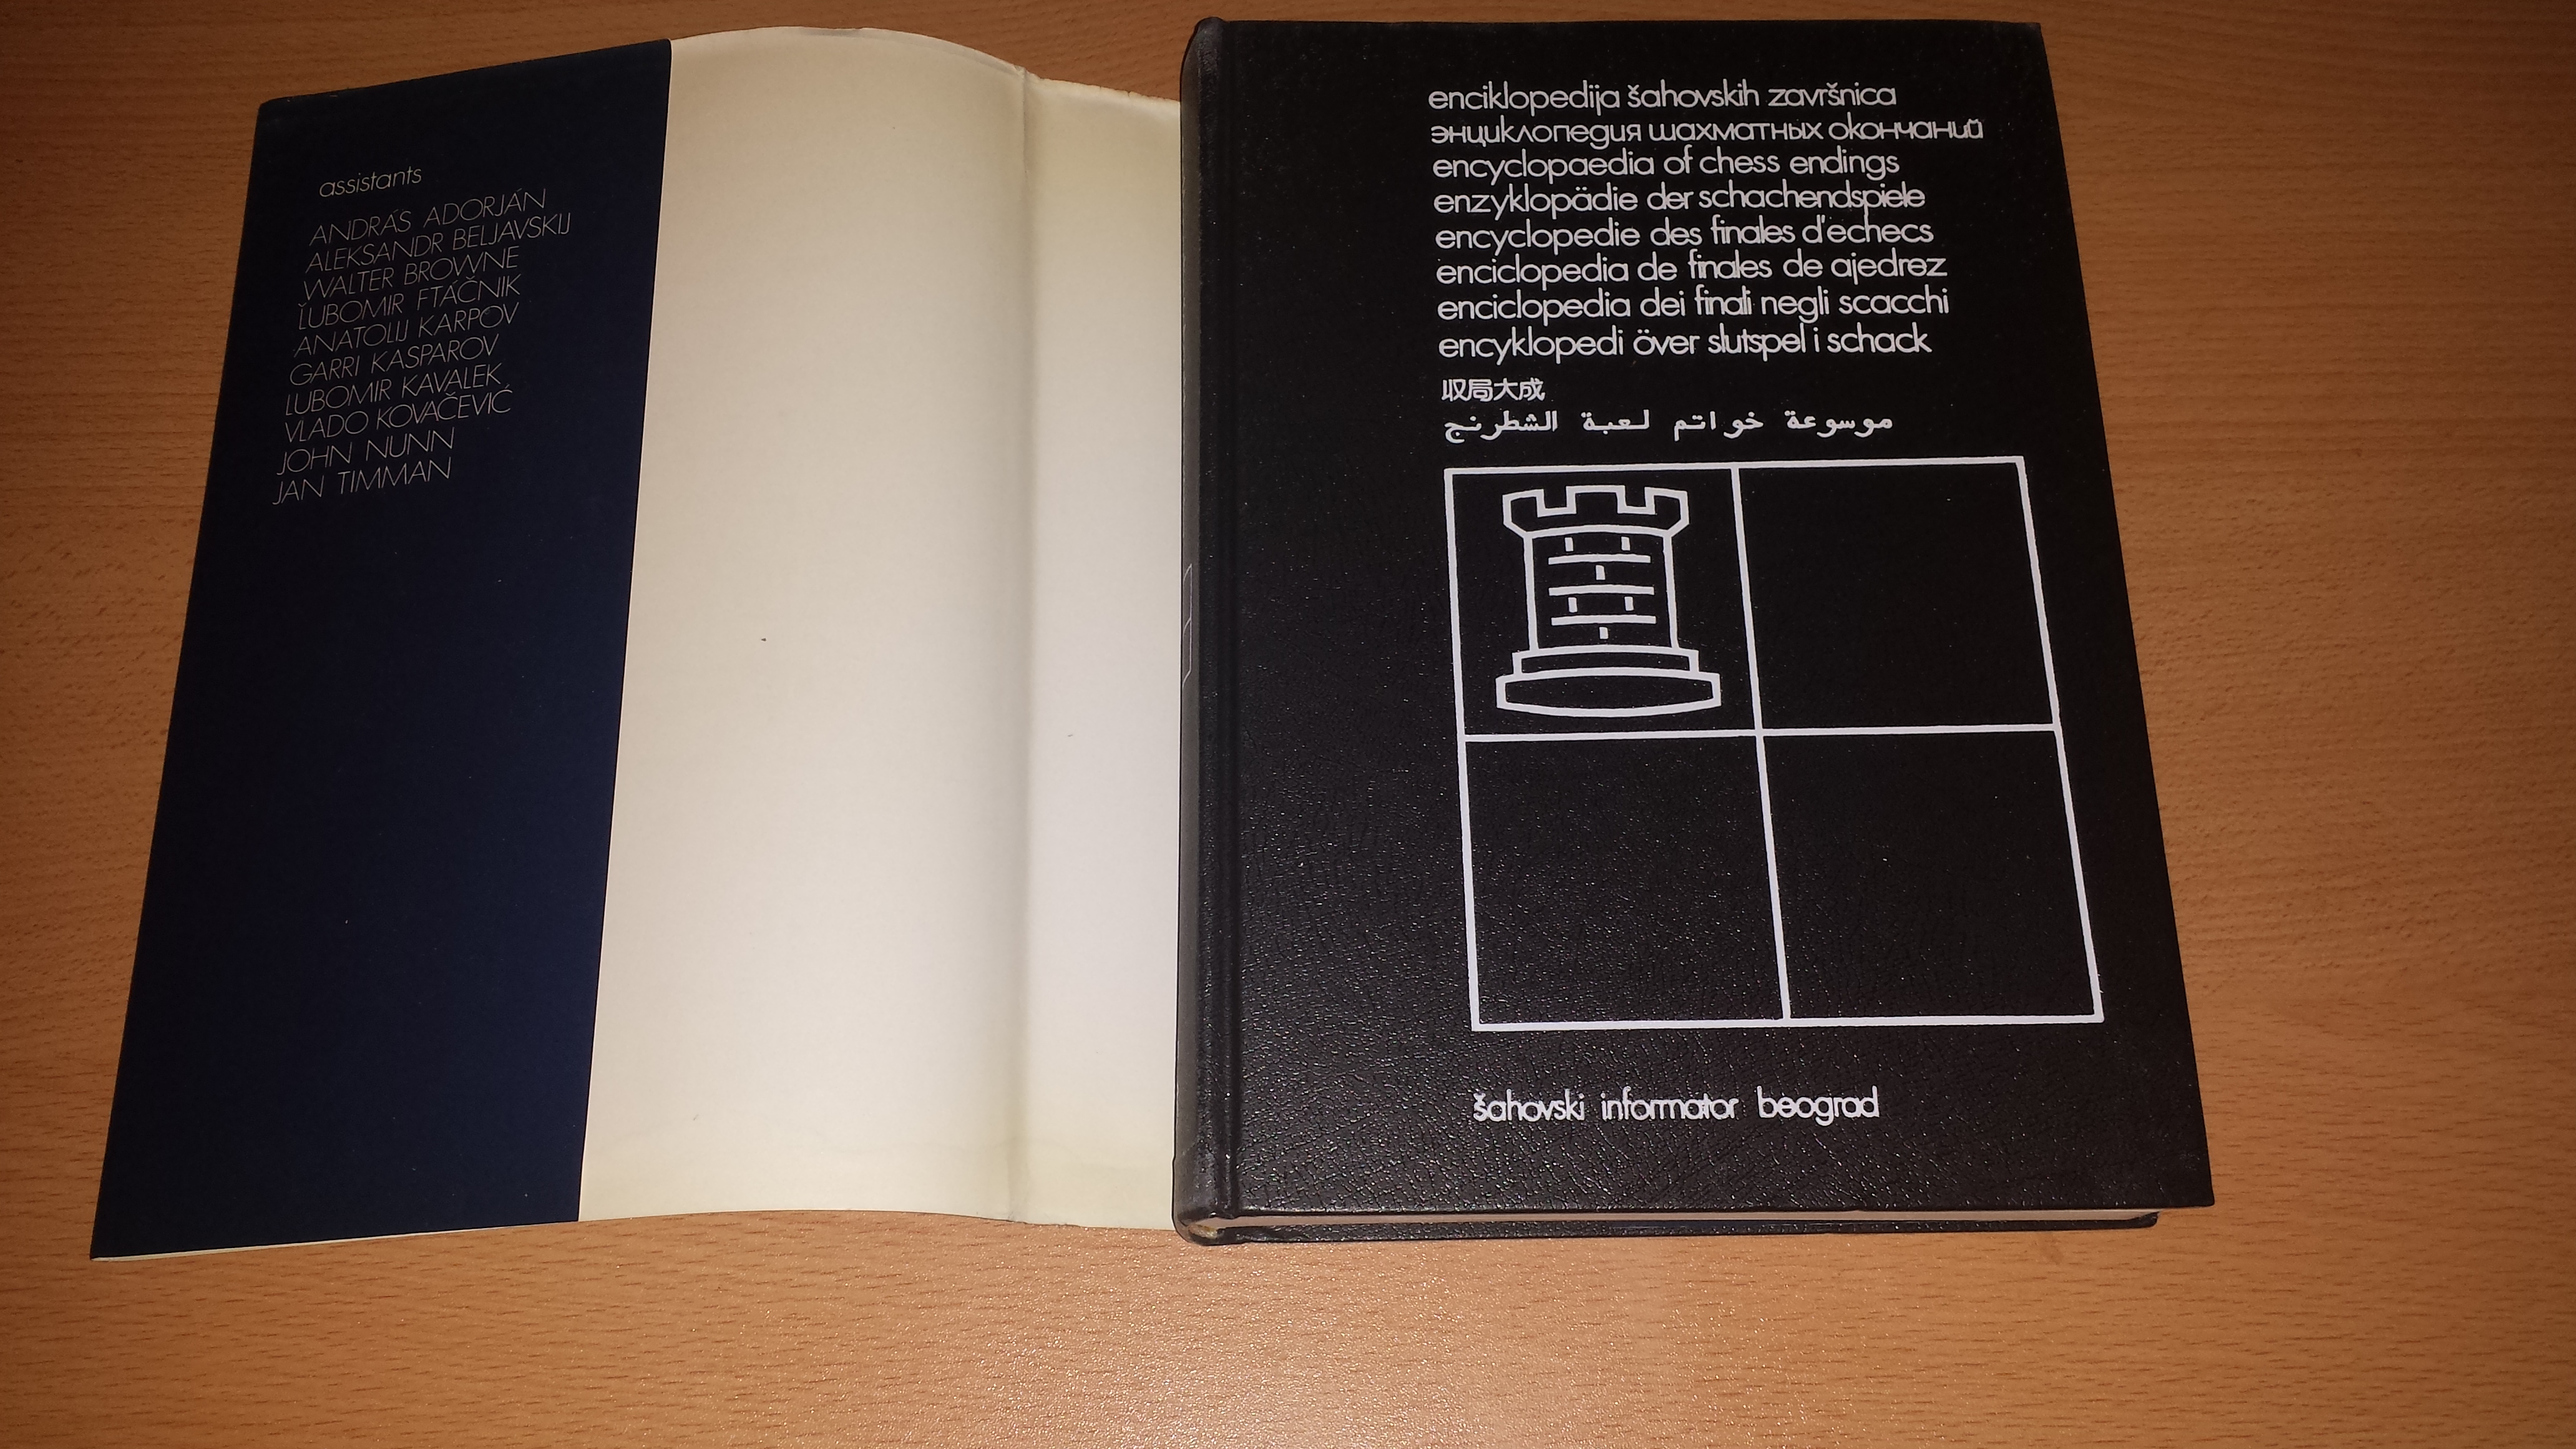 assistants
ANDRÁS ADORJÁN
ALEKSANDR BELJAVSKIJ
WALTER BROWNE
ĽUBOMIR FTÁČNIK
ANATOLIJ KARPOV
GARRI KASPAROV
LUBOMIR KAVALEK
VLADO KOVAČEVIĆ
JOHN NUNN
JAN TIMMAN
enciklopedija šahovskih završnica
энциклопедия шахматных окончаний
encyclopaedia of chess endings
enzyklopädie der schachendspiele
encyclopedie des finales d'echecs
enciclopedia de finales de ajedrez
enciclopedia dei finali negli scacchi
encyklopedi över slutspel i schack
収局大成
موسوعة خواتم لعبة الشطرنج
šahovski informator beograd